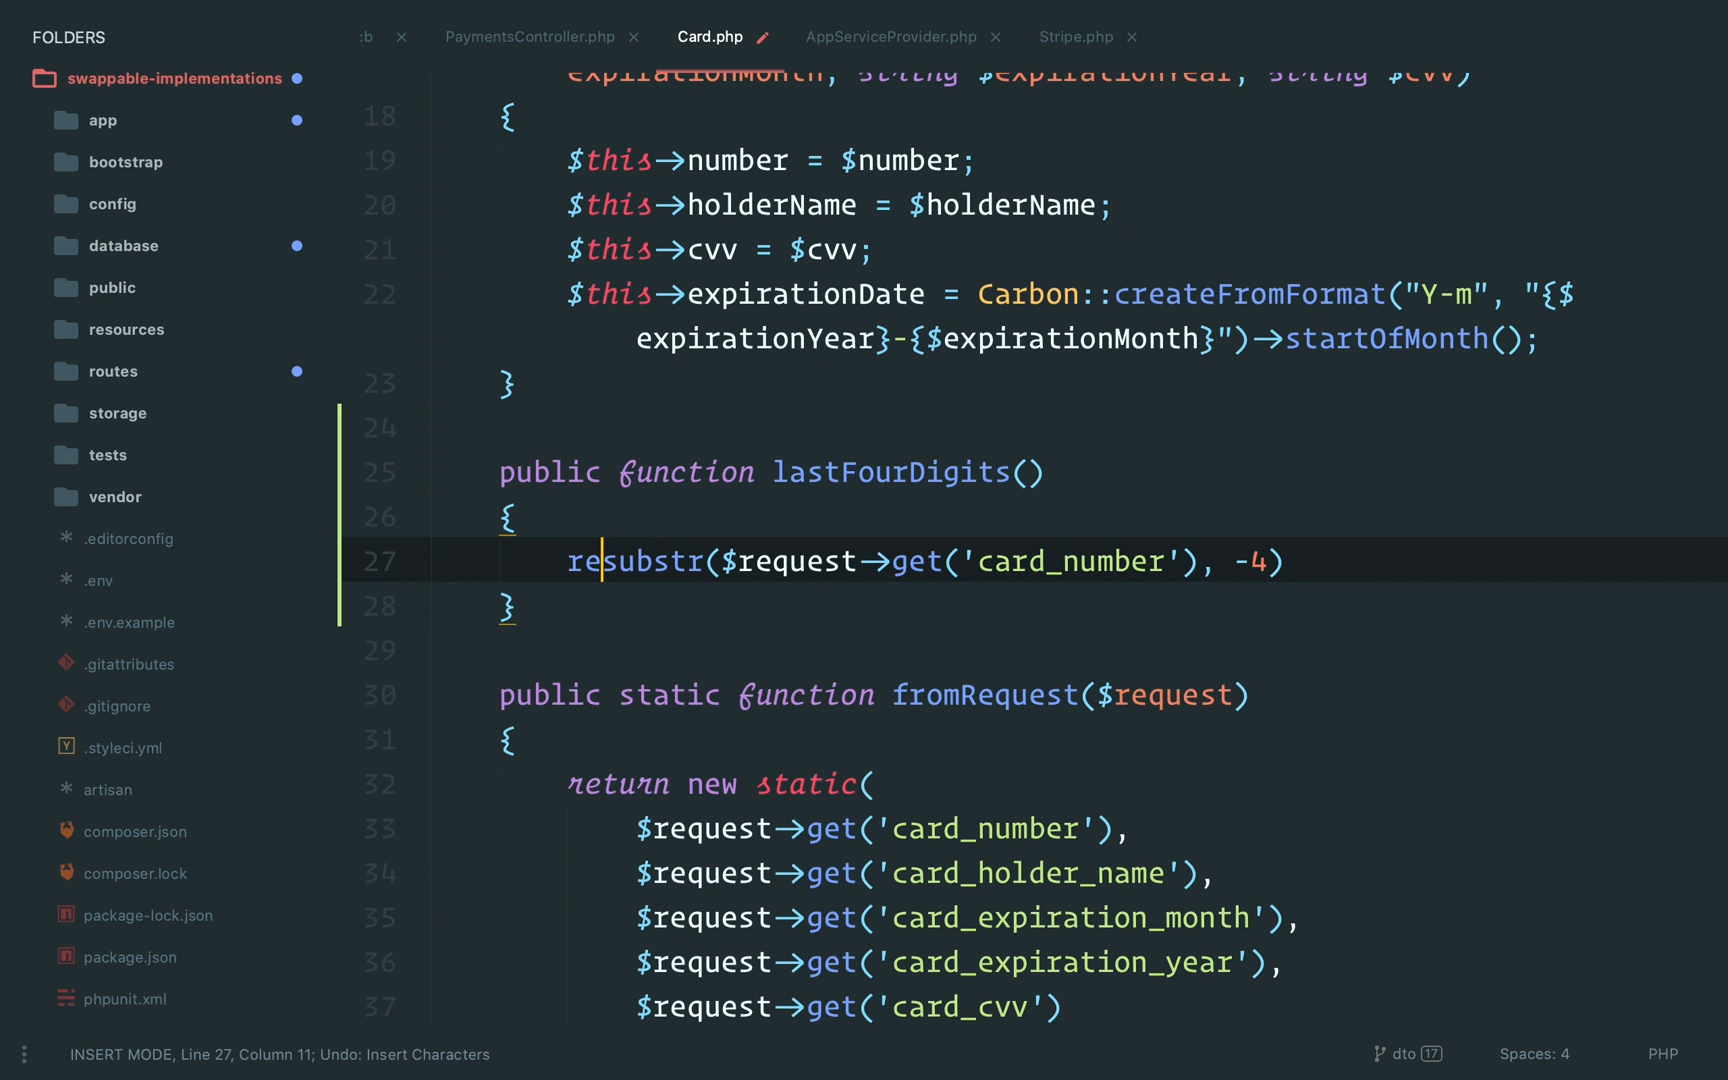 FOLDERS
:b × PaymentsController.php × Card.php AppServiceProvider.php × Stripe.php ×
swappable-implementations
app
bootstrap
config
database
public
resources
routes
storage
tests
vendor
.editorconfig
.env
.env.example
.gitattributes
.gitignore
.styleci.yml
artisan
composer.json
composer.lock
package-lock.json
package.json
phpunit.xml
expirationMonth, string $expirationYear, string $cvv)
18 {
19 $this->number = $number;
20 $this->holderName = $holderName;
21 $this->cvv = $cvv;
22 $this->expirationDate = Carbon::createFromFormat("Y-m", "{$
expirationYear}-{$expirationMonth}")->startOfMonth();
23 }
24
25 public function lastFourDigits()
26 {
27 resubstr($request->get('card_number'), -4)
28 }
29
30 public static function fromRequest($request)
31 {
32 return new static(
33 $request->get('card_number'),
34 $request->get('card_holder_name'),
35 $request->get('card_expiration_month'),
36 $request->get('card_expiration_year'),
37 $request->get('card_cvv')
INSERT MODE, Line 27, Column 11; Undo: Insert Characters
dto 17 Spaces: 4 PHP